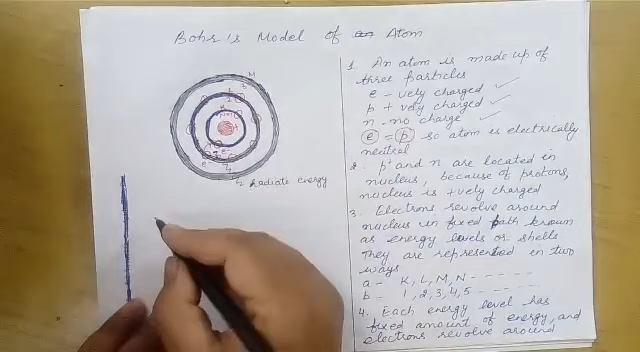 Bohr's Model of Atom
M
L
K
N=1
e-
radiate energy
1. An atom is made up of
three particles
e - vely charged
p + vely charged
n - no charge
e = p so atom is electrically
neutral
2. p+ and n are located in
nucleus, because of protons,
nucleus is +vely charged
3. Electrons revolve around
nucleus in fixed path known
as energy levels or shells
They are represented in two
ways
a - K, L, M, N - - - - -
b - 1, 2, 3, 4, 5 - - - - - -
4. Each energy level has
fixed amount of energy, and
electrons revolve around